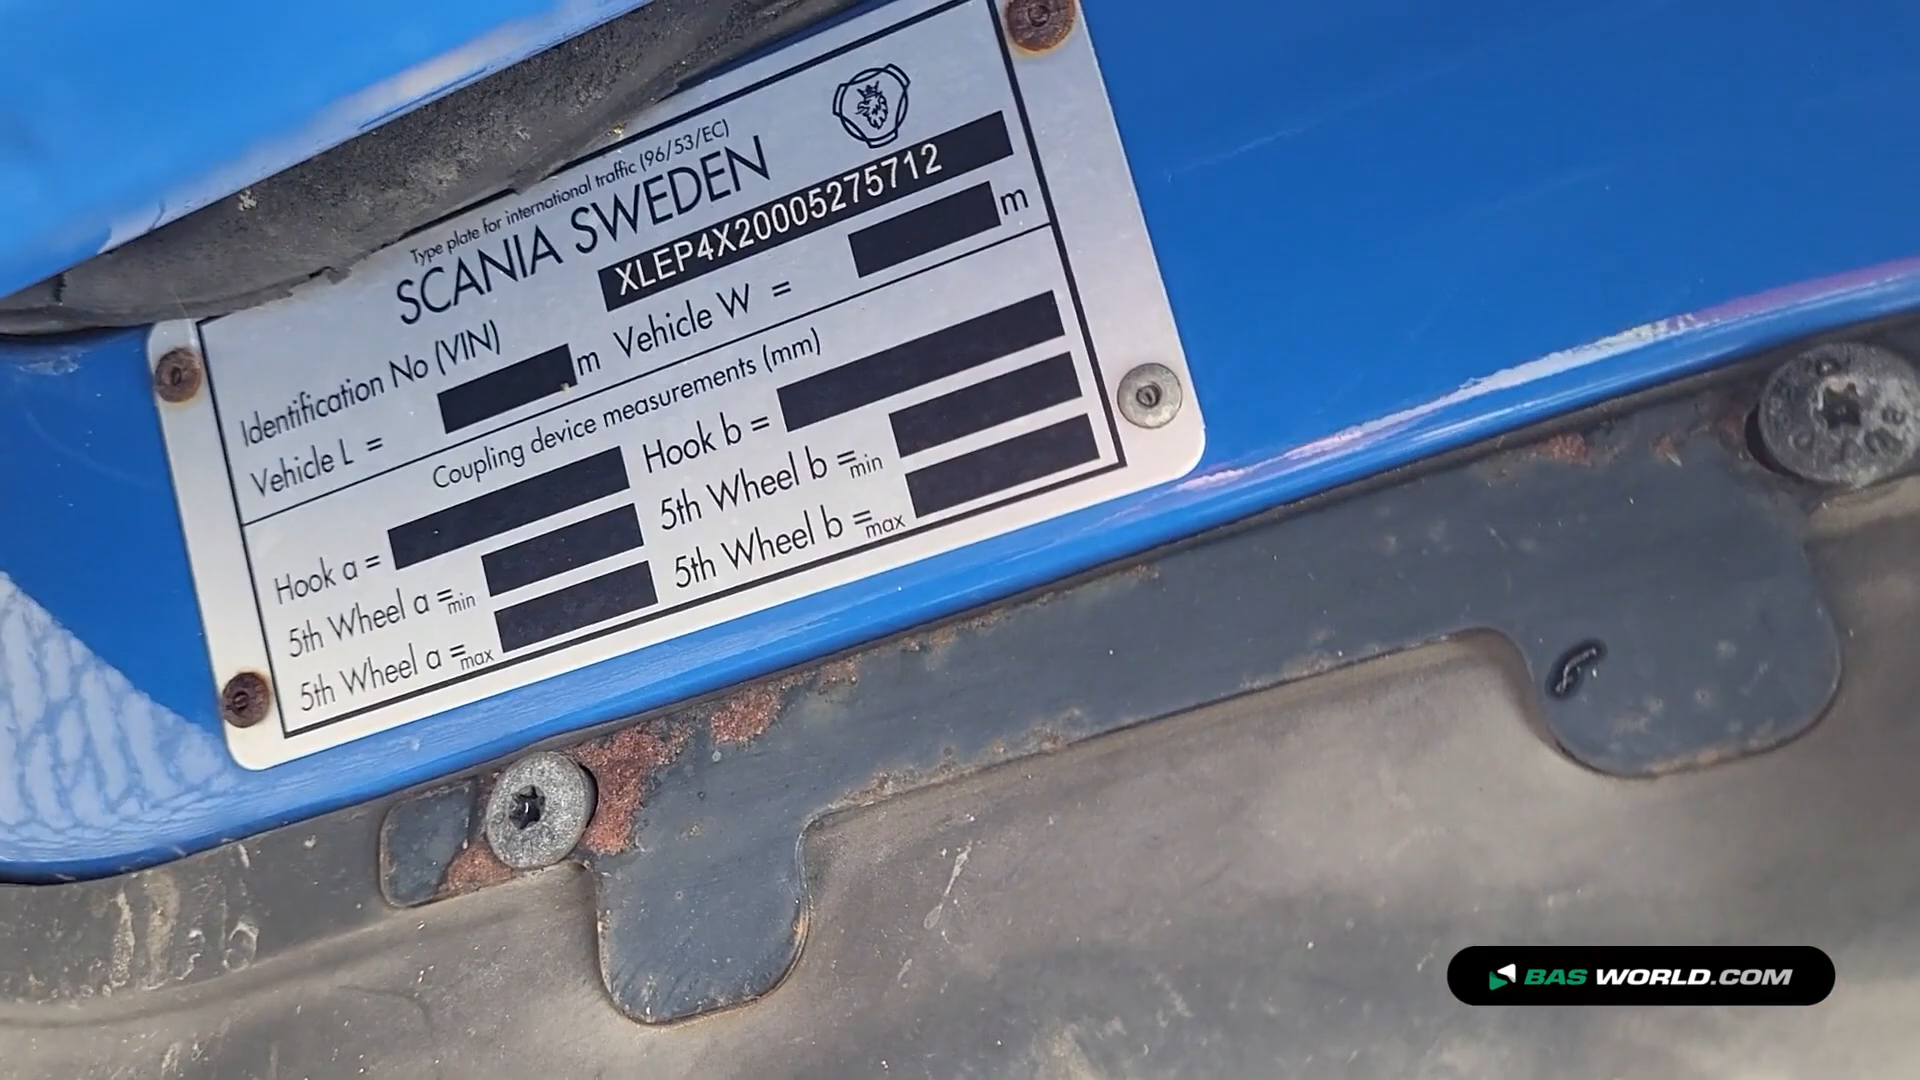 Type plate for international traffic (96/53/EC)
SCANIA SWEDEN
Identification No (VIN) XLEP4X20005275712
Vehicle L = m Vehicle W = m
Coupling device measurements (mm)
Hook a = Hook b =
5th Wheel a = min 5th Wheel b = min
5th Wheel a = max 5th Wheel b = max
BAS WORLD.COM